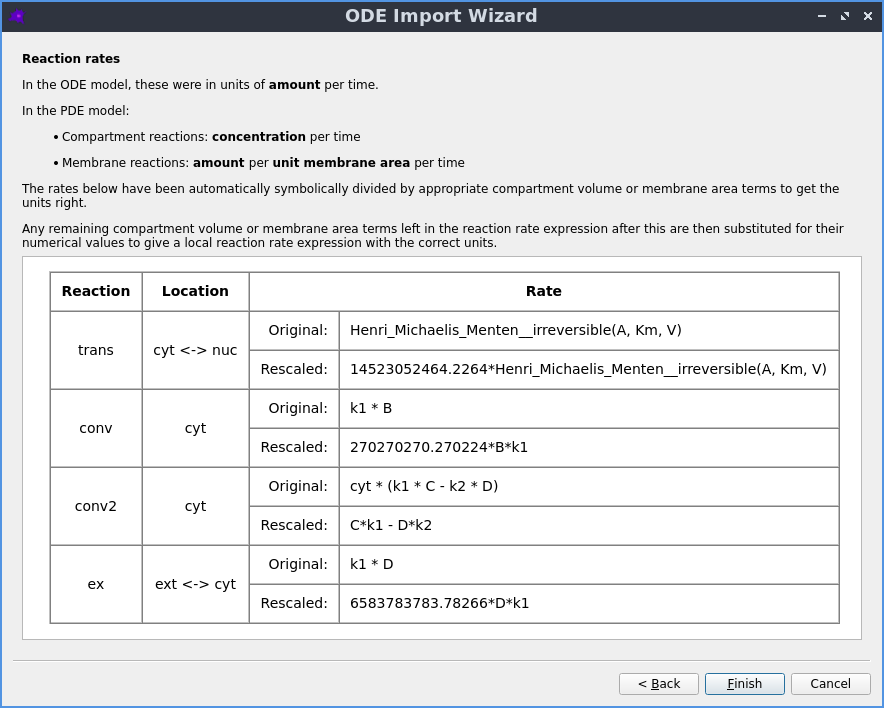 ODE Import Wizard
Reaction rates
In the ODE model, these were in units of amount per time.
In the PDE model:
• Compartment reactions: concentration per time
• Membrane reactions: amount per unit membrane area per time
The rates below have been automatically symbolically divided by appropriate compartment volume or membrane area terms to get the
units right.
Any remaining compartment volume or membrane area terms left in the reaction rate expression after this are then substituted for their
numerical values to give a local reaction rate expression with the correct units.
Reaction Location Rate
trans cyt <-> nuc Original: Henri_Michaelis_Menten__irreversible(A, Km, V)
Rescaled: 14523052464.2264*Henri_Michaelis_Menten__irreversible(A, Km, V)
conv cyt Original: k1 * B
Rescaled: 270270270.270224*B*k1
conv2 cyt Original: cyt * (k1 * C - k2 * D)
Rescaled: C*k1 - D*k2
ex ext <-> cyt Original: k1 * D
Rescaled: 6583783783.78266*D*k1
< Back Finish Cancel